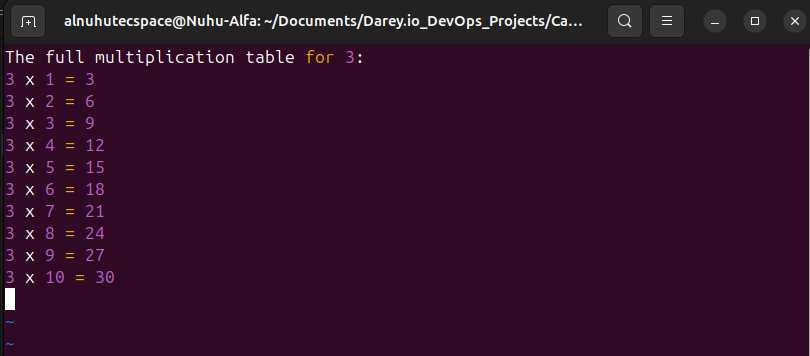 alnuhutecspace@Nuhu-Alfa: ~/Documents/Darey.io_DevOps_Projects/Ca...
The full multiplication table for 3:
3 x 1 = 3
3 x 2 = 6
3 x 3 = 9
3 x 4 = 12
3 x 5 = 15
3 x 6 = 18
3 x 7 = 21
3 x 8 = 24
3 x 9 = 27
3 x 10 = 30
~
~